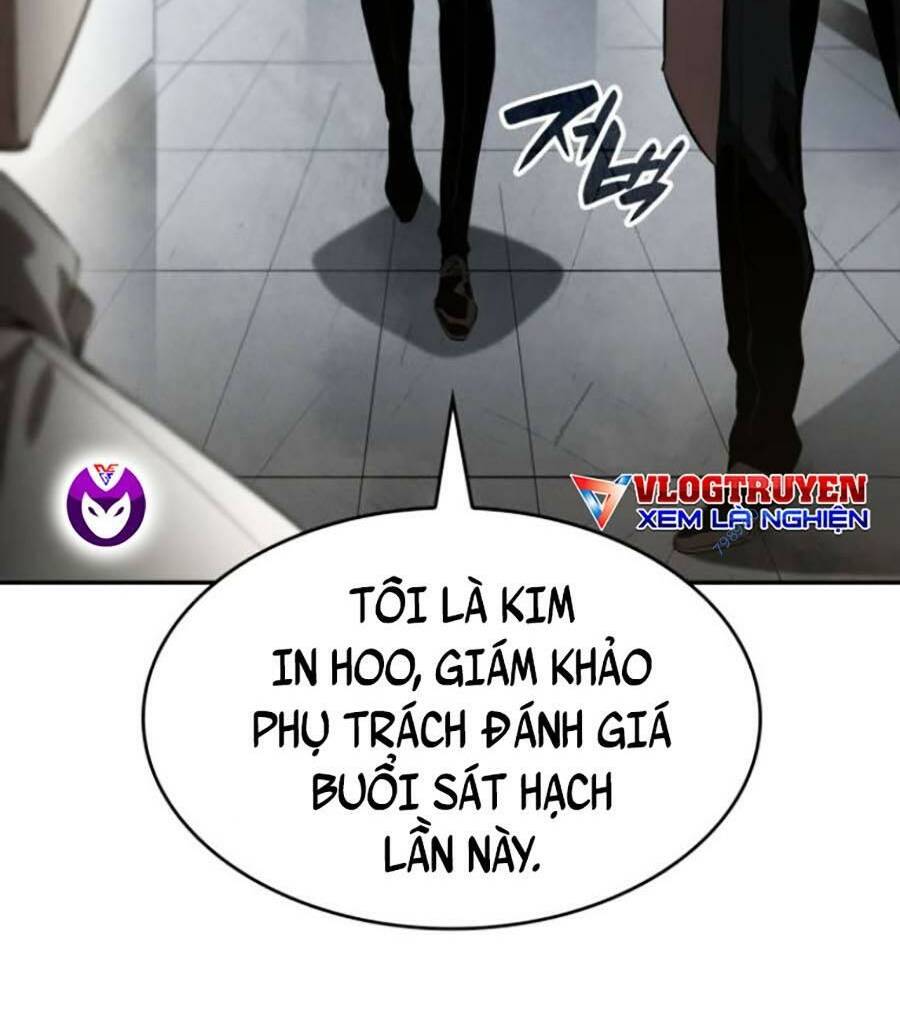 저벅
VLOGTRUYEN
XEM LÀ NGHIỆN
TÔI LÀ KIM
IN HOO, GIÁM KHẢO
PHỤ TRÁCH ĐÁNH GIÁ
BUỔI SÁT HẠCH
LẦN NÀY.